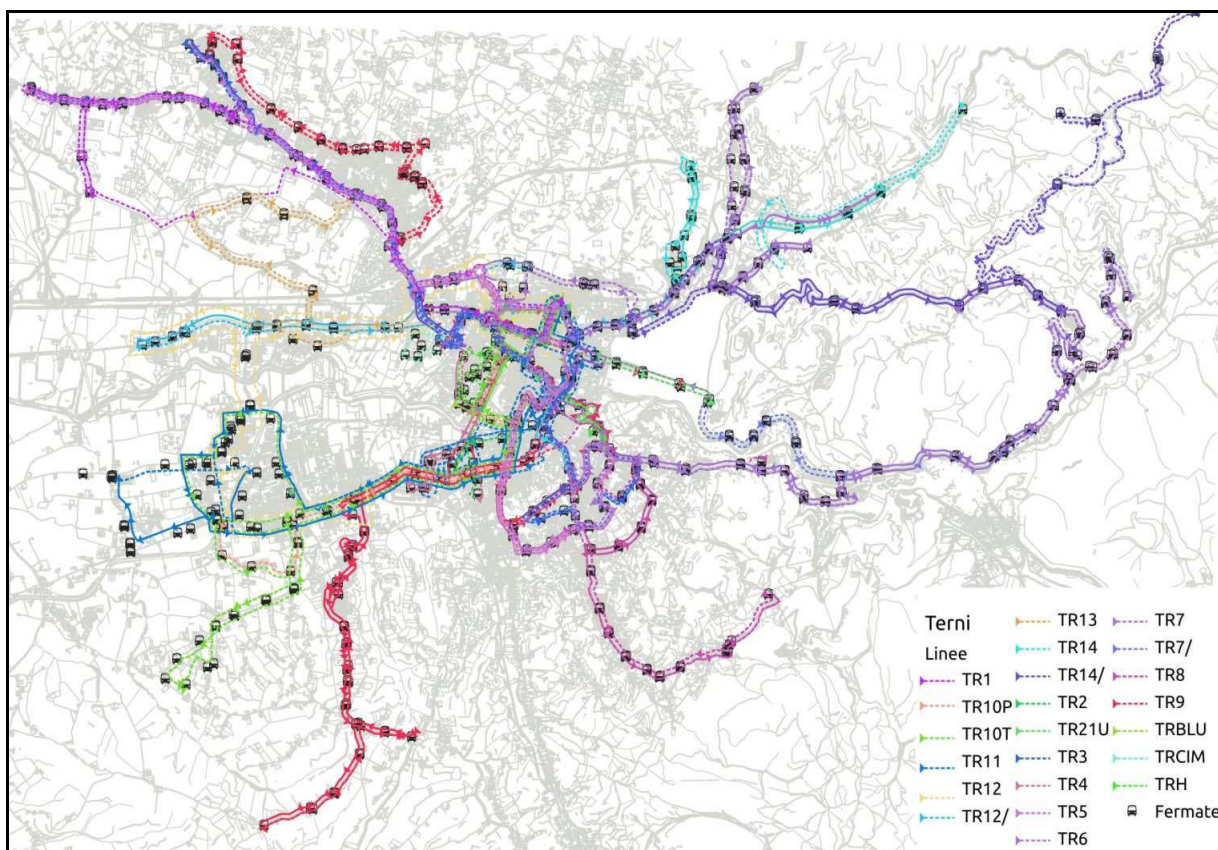 Terni
Linee
TR1
TR10P
TR10T
TR11
TR12
TR12/
TR13
TR14
TR14/
TR2
TR21U
TR3
TR4
TR5
TR6
TR7
TR7/
TR8
TR9
TRBLU
TRCIM
TRH
Fermate